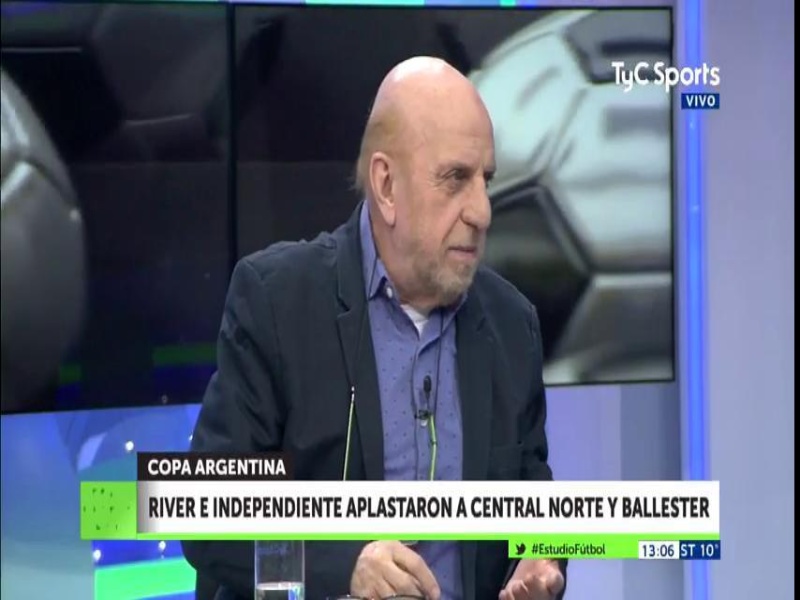 TyC Sports
VIVO
COPA ARGENTINA
RIVER E INDEPENDIENTE APLASTARON A CENTRAL NORTE Y BALLESTER
#EstudioFútbol
13:06 ST 10°